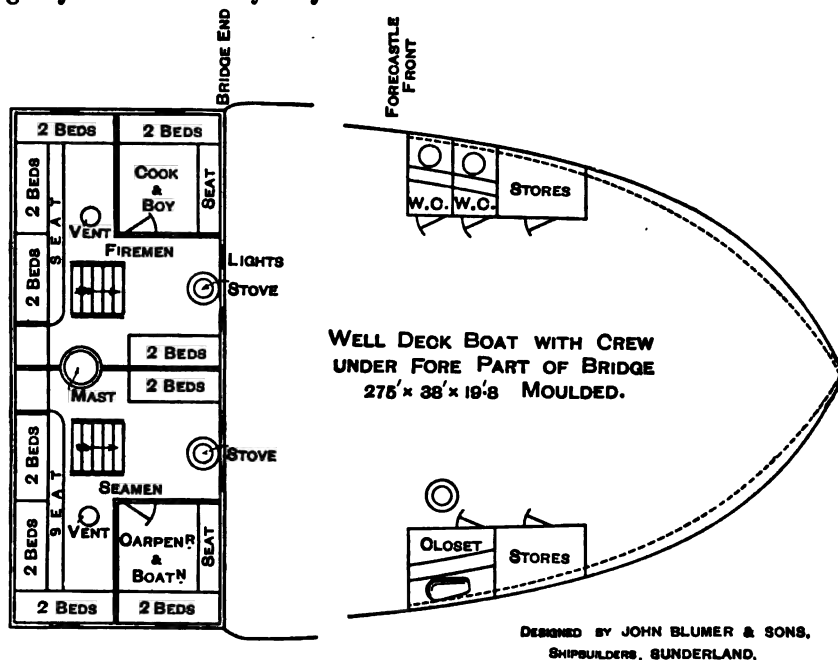 BRIDGE END
FORECASTLE
FRONT
2 BEDS
2 BEDS
2 BEDS
SEAT
COOK
&
BOY
SEAT
W.C.
W.C.
STORES
VENT
FIREMEN
2 BEDS
LIGHTS
STOVE
2 BEDS
2 BEDS
MAST
WELL DECK BOAT WITH CREW
UNDER FORE PART OF BRIDGE
275'× 38'× 19'·8 MOULDED.
2 BEDS
STOVE
SEAT
SEAMEN
2 BEDS
VENT
CARPENR
&
BOATN
SEAT
CLOSET
STORES
2 BEDS
2 BEDS
DESIGNED BY JOHN BLUMER & SONS,
SHIPBUILDERS, SUNDERLAND.